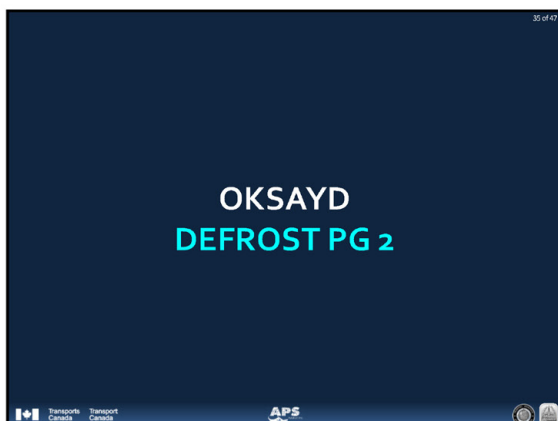 35 of 47
OKSAYD
DEFROST PG 2
Transports Transport
Canada Canada
APS